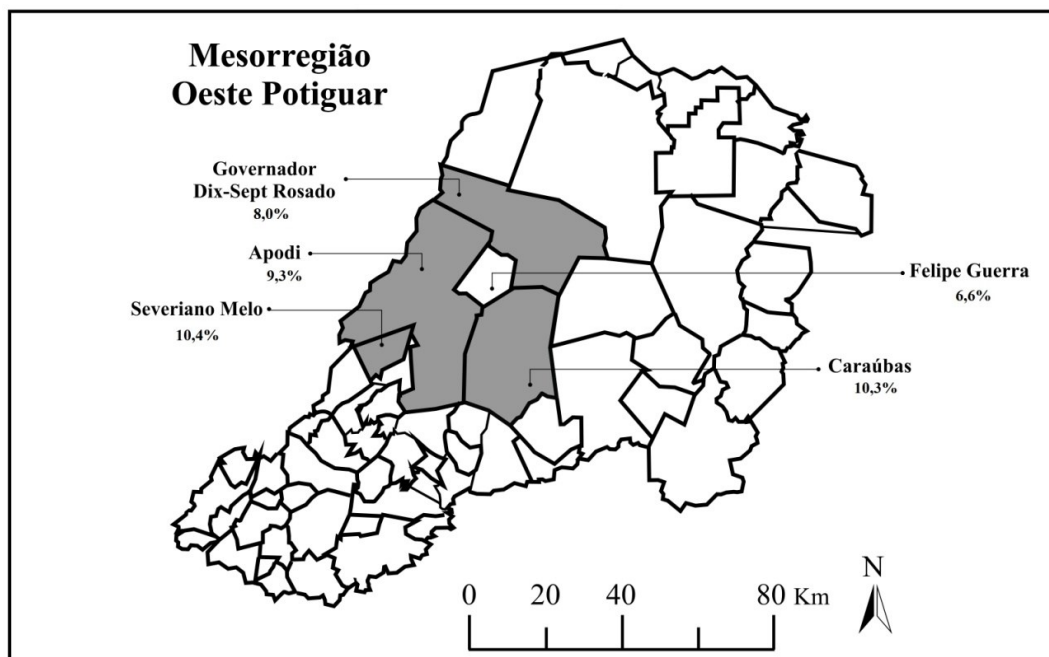 Mesorregião
Oeste Potiguar
Governador
Dix-Sept Rosado
8,0%
Apodi
9,3%
Severiano Melo
10,4%
Felipe Guerra
6,6%
Caraúbas
10,3%
0 20 40 80 Km
N